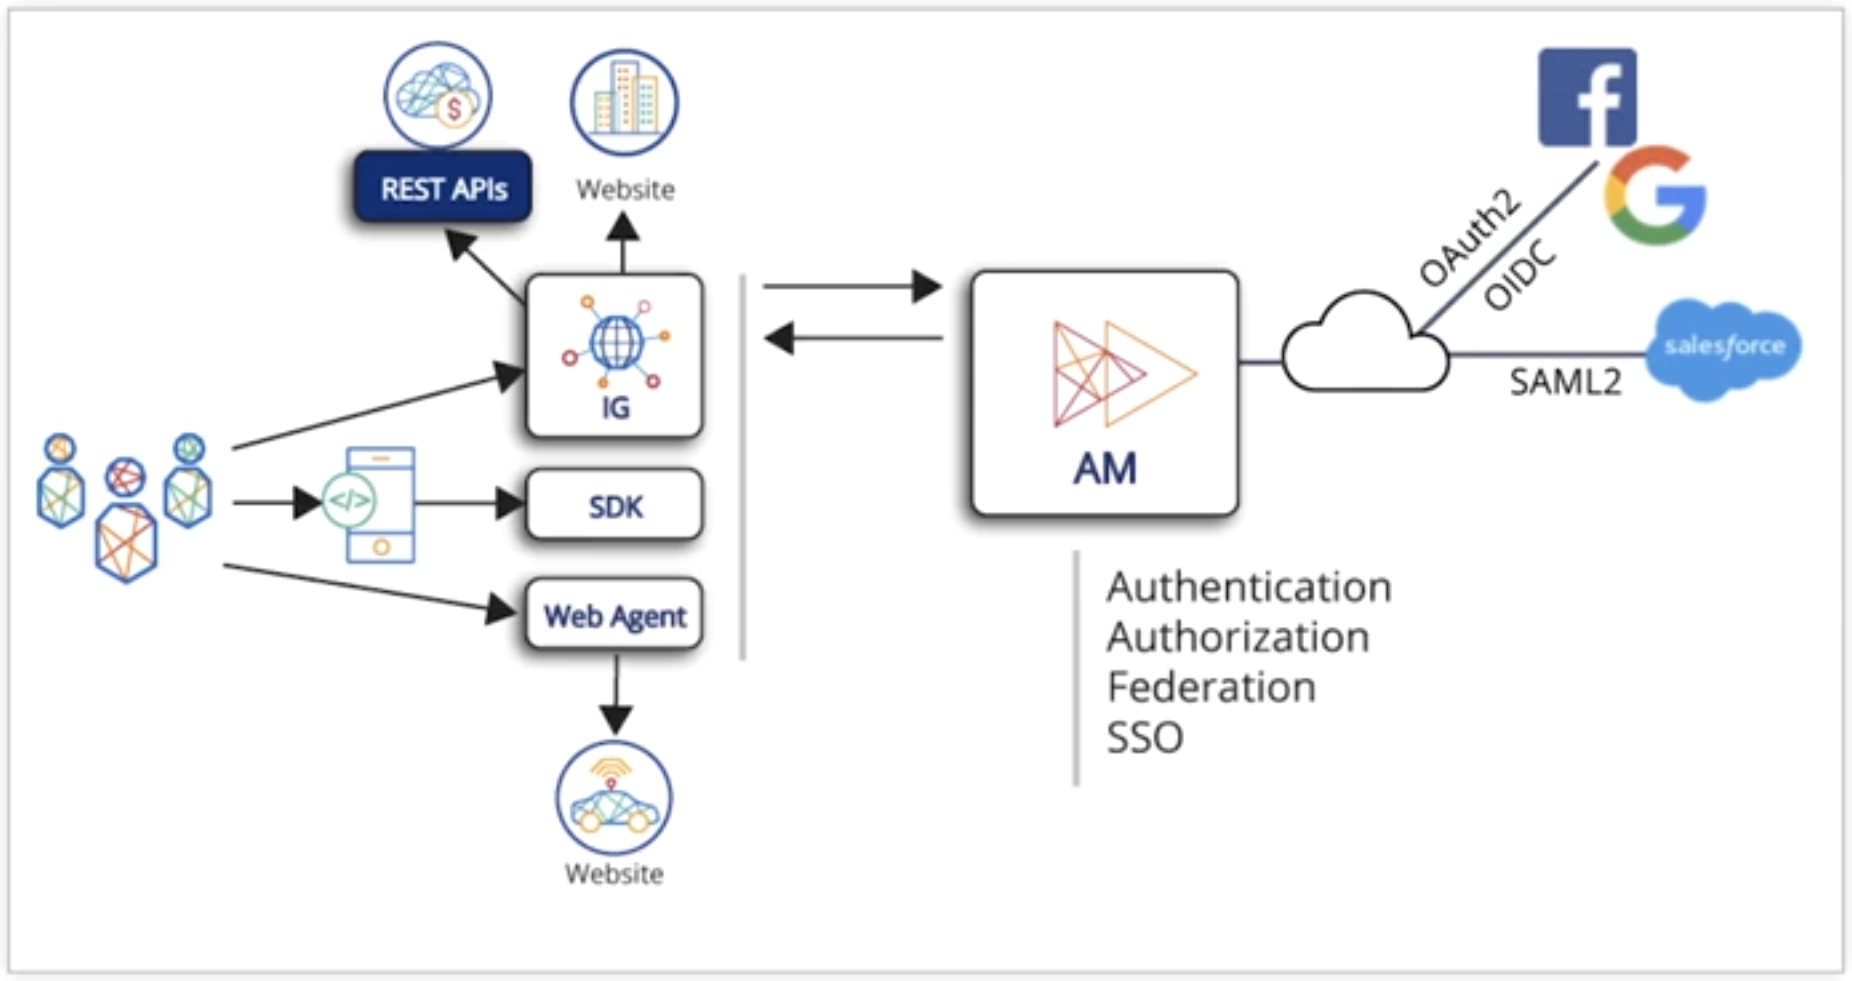 $
REST APIs
Website
IG
</>
SDK
Web Agent
Website
AM
Authentication
Authorization
Federation
SSO
OAuth2
OIDC
SAML2
f
G
salesforce